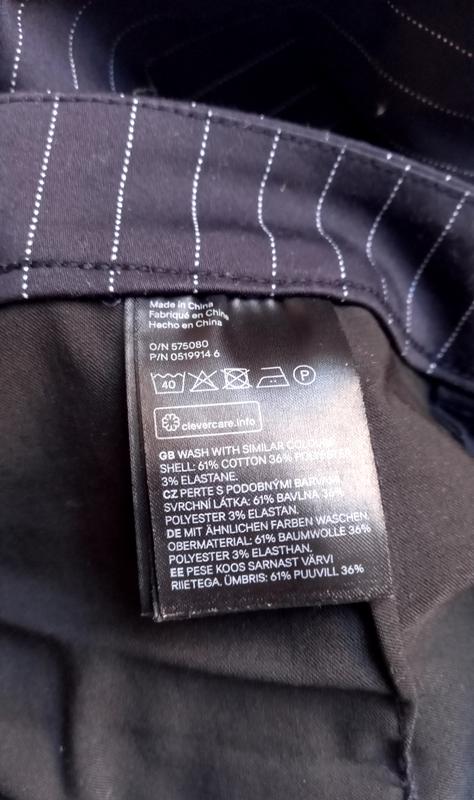 Made in China
Fabriqué en Chine
Hecho en China
O/N 575080
P/N 0519914 6
40
P
clevercare.info
GB WASH WITH SIMILAR COLOURS.
SHELL: 61% COTTON 36% POLYESTER
3% ELASTANE.
CZ PERTE S PODOBNÝMI BARVAMI.
SVRCHNÍ LÁTKA: 61% BAVLNA 36%
POLYESTER 3% ELASTAN.
DE MIT ÄHNLICHEN FARBEN WASCHEN.
OBERMATERIAL: 61% BAUMWOLLE 36%
POLYESTER 3% ELASTHAN.
EE PESE KOOS SARNAST VÄRVI
RIIETEGA. ÜMBRIS: 61% PUUVILL 36%